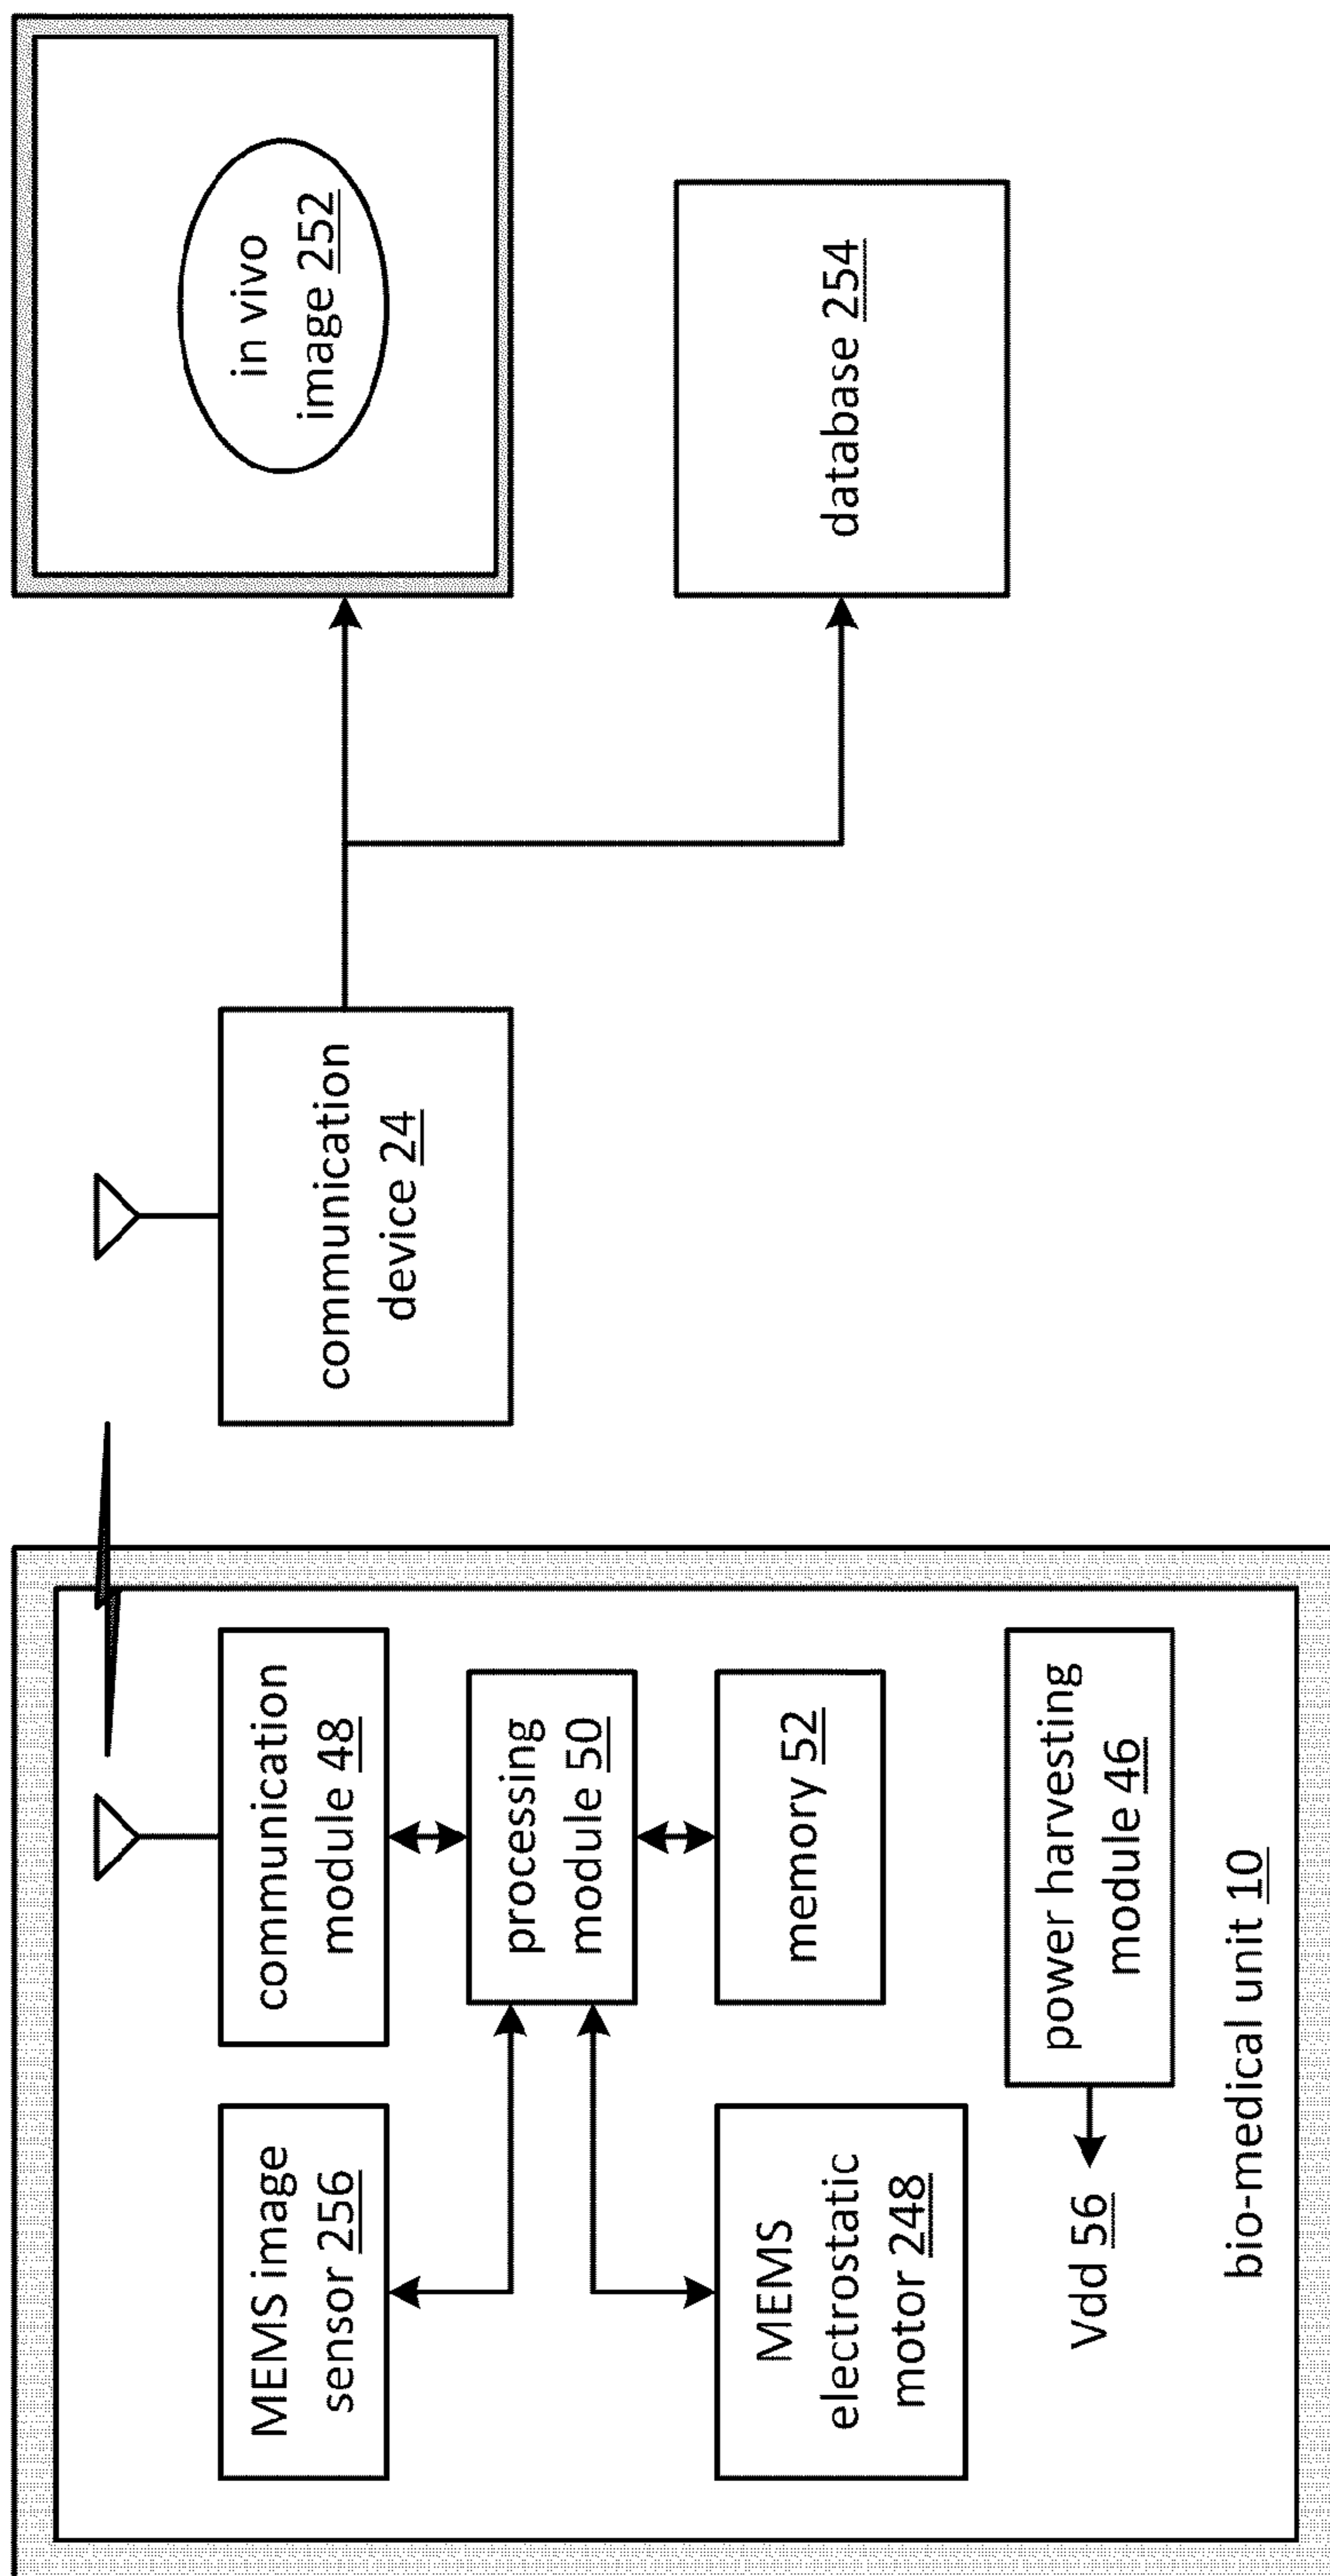 MEMS image
sensor 256
communication
module 48
processing
module 50
MEMS
electrostatic
motor 248
memory 52
Vdd 56
power harvesting
module 46
bio-medical unit 10
communication
device 24
in vivo
image 252
database 254